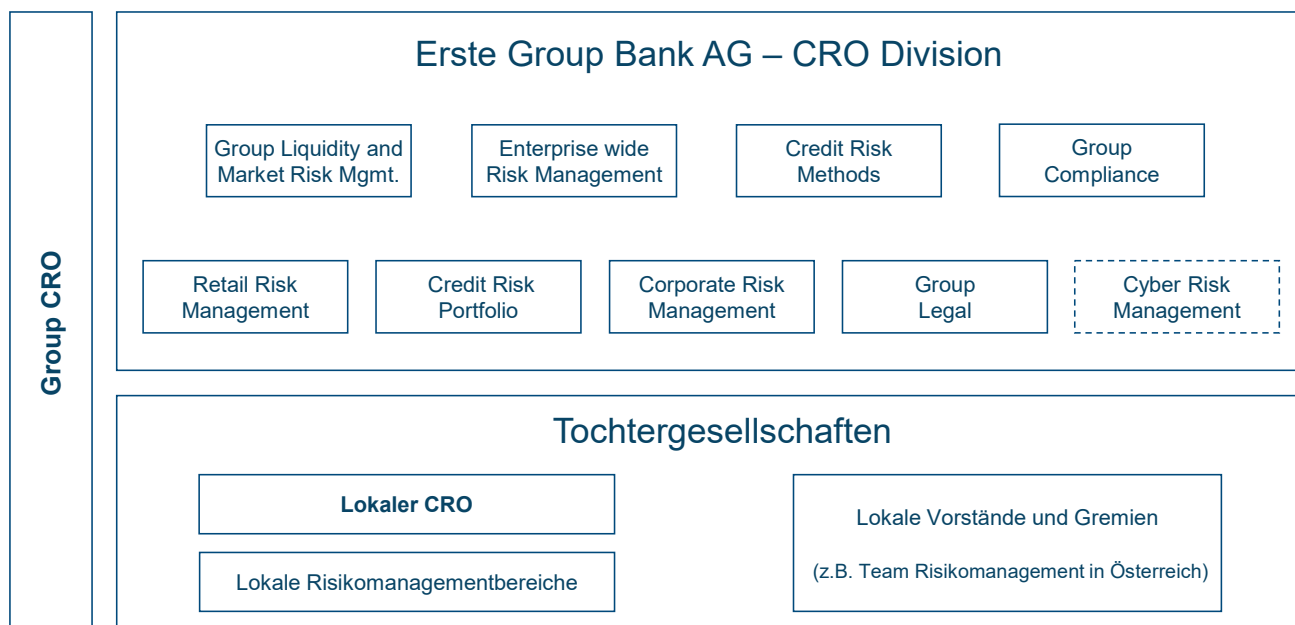 Group CRO
Erste Group Bank AG – CRO Division
Group Liquidity and
Market Risk Mgmt.
Enterprise wide
Risk Management
Credit Risk
Methods
Group
Compliance
Retail Risk
Management
Credit Risk
Portfolio
Corporate Risk
Management
Group
Legal
Cyber Risk
Management
Tochtergesellschaften
Lokaler CRO
Lokale Risikomanagementbereiche
Lokale Vorstände und Gremien
(z.B. Team Risikomanagement in Österreich)